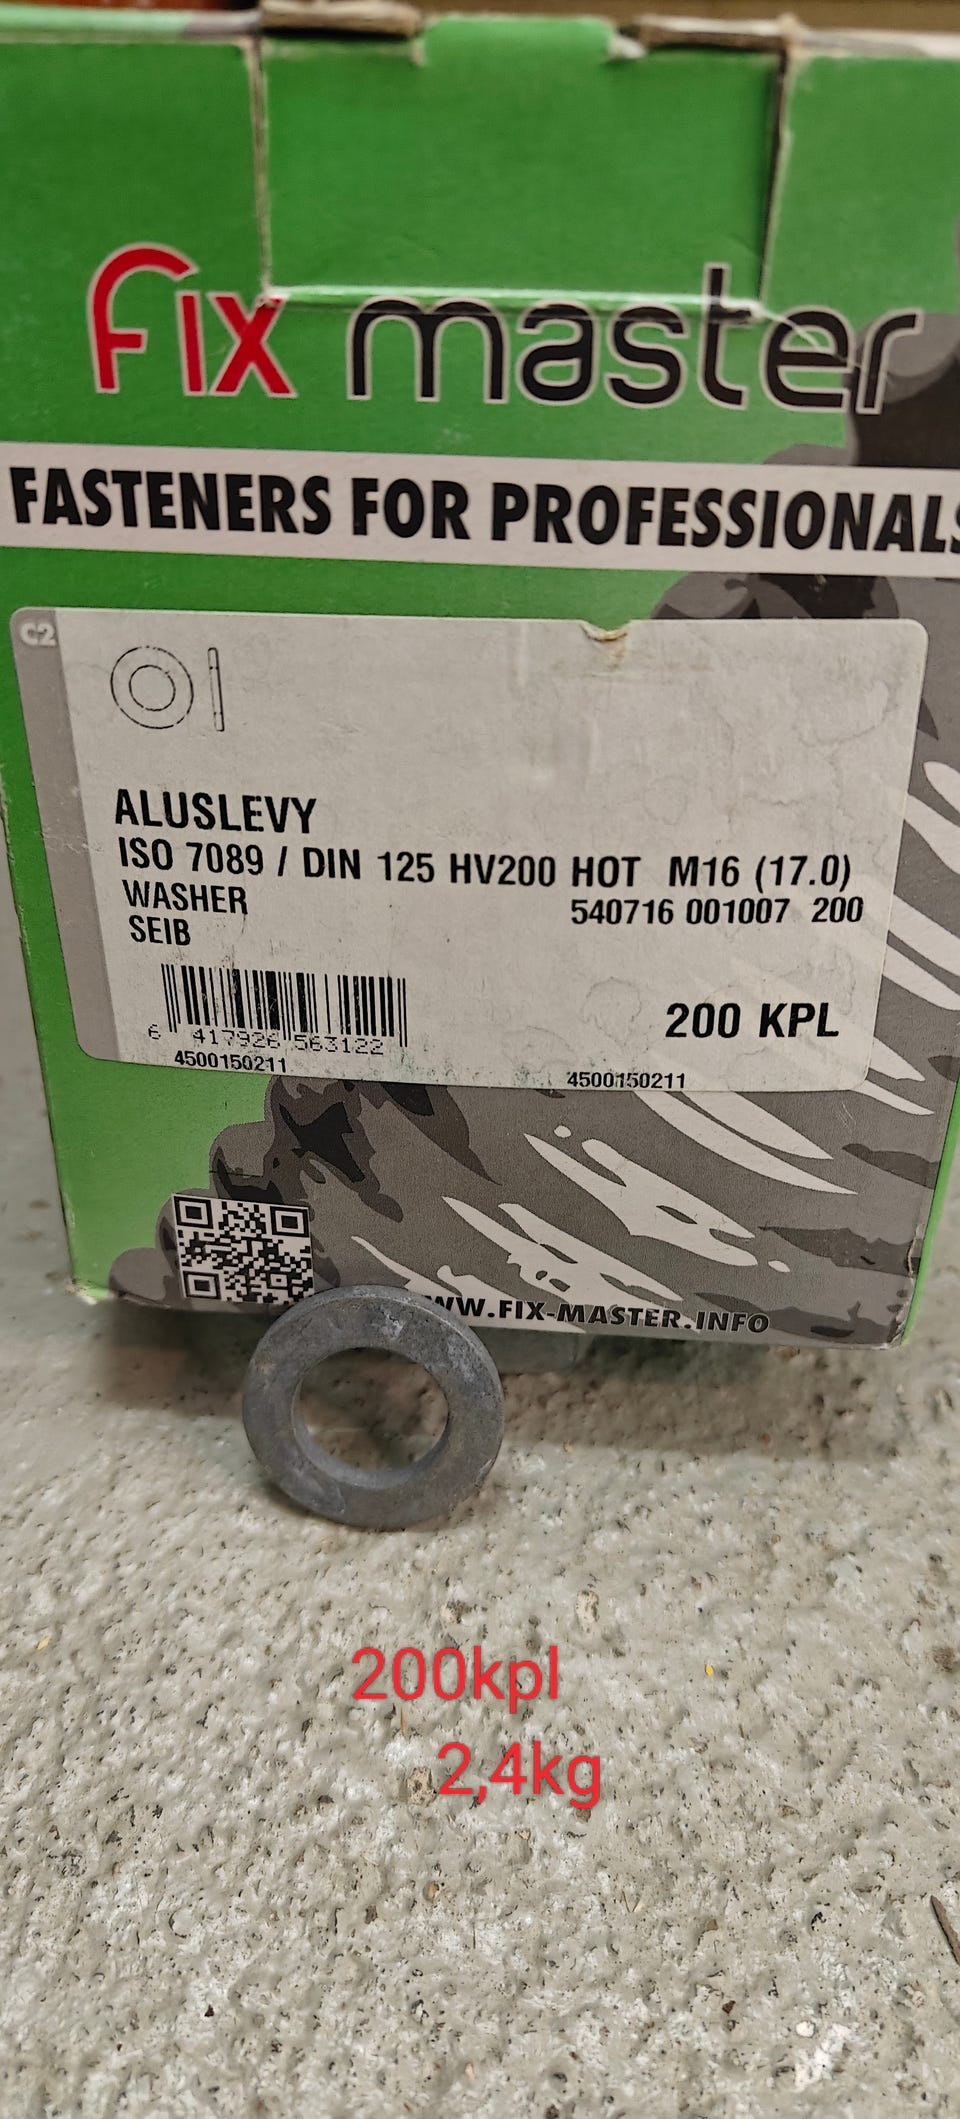 Fix master
FASTENERS FOR PROFESSIONALS
C2
ALUSLEVY
ISO 7089 / DIN 125 HV200 HOT M16 (17.0)
WASHER 540716 001007 200
SEIB
200 KPL
6 417926 563122
4500150211 4500150211
WW.FIX-MASTER.INFO
200kpl
2,4kg